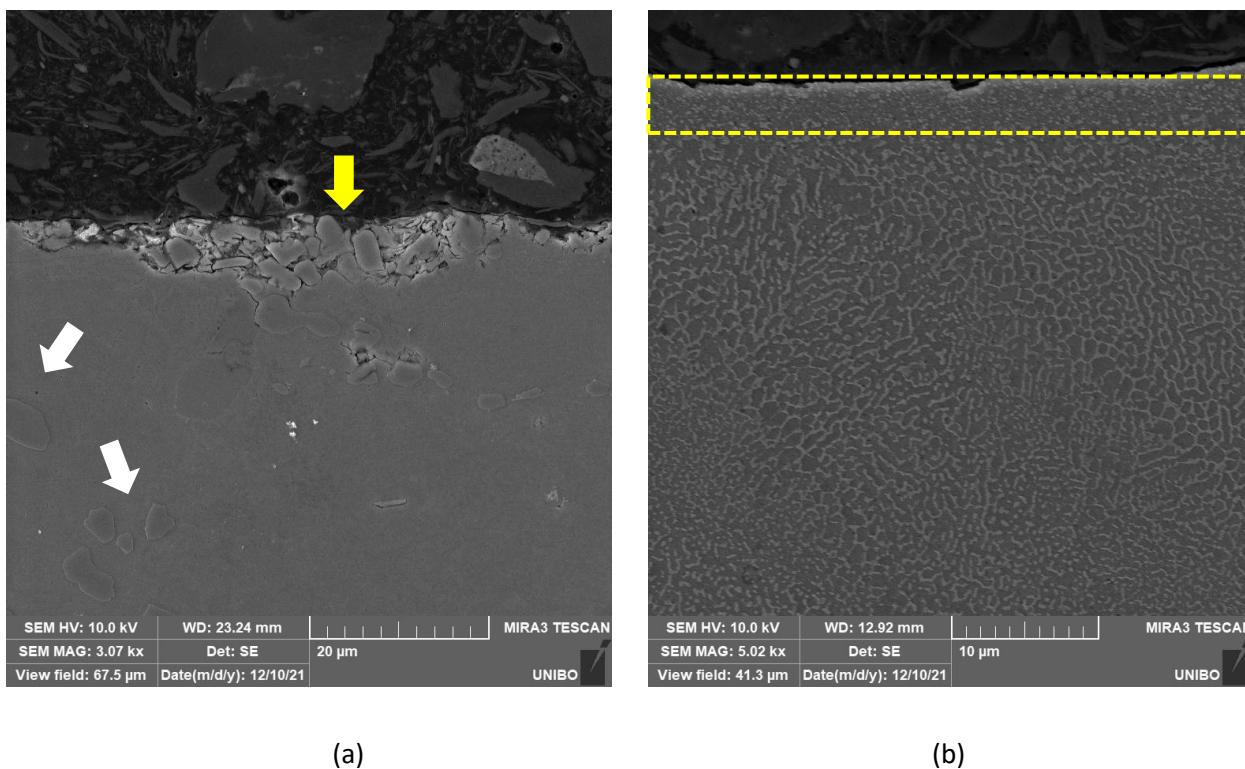 SEM HV: 10.0 kV WD: 23.24 mm MIRA3 TESCAN
SEM MAG: 3.07 kx Det: SE 20 µm
View field: 67.5 µm Date(m/d/y): 12/10/21 UNIBO
SEM HV: 10.0 kV WD: 12.92 mm MIRA3 TESCAN
SEM MAG: 5.02 kx Det: SE 10 µm
View field: 41.3 µm Date(m/d/y): 12/10/21 UNIBO
(a) (b)